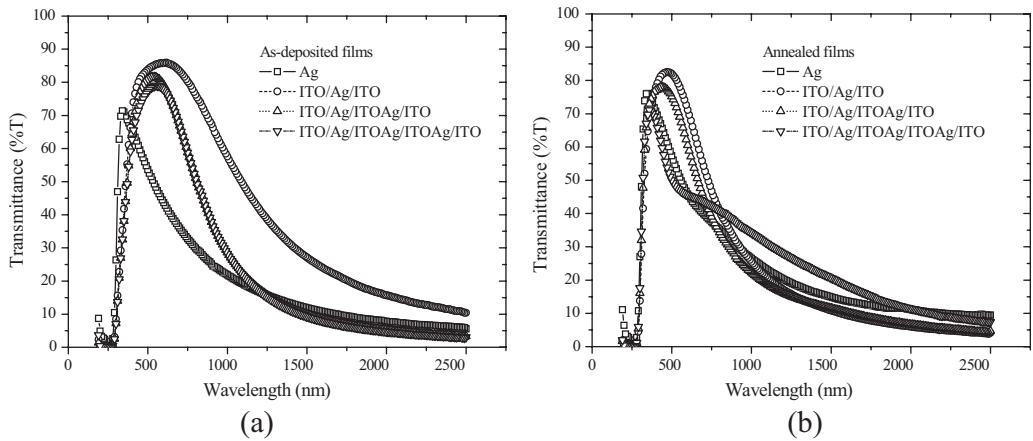 100
90
80
70
60
50
40
30
20
10
0
Transmittance (%T)
As-deposited films
Ag
ITO/Ag/ITO
ITO/Ag/ITOAg/ITO
ITO/Ag/ITOAg/ITOAg/ITO
0 500 1000 1500 2000 2500
Wavelength (nm)
(a)
100
90
80
70
60
50
40
30
20
10
0
Transmittance (%T)
Annealed films
Ag
ITO/Ag/ITO
ITO/Ag/ITOAg/ITO
ITO/Ag/ITOAg/ITOAg/ITO
0 500 1000 1500 2000 2500
Wavelength (nm)
(b)